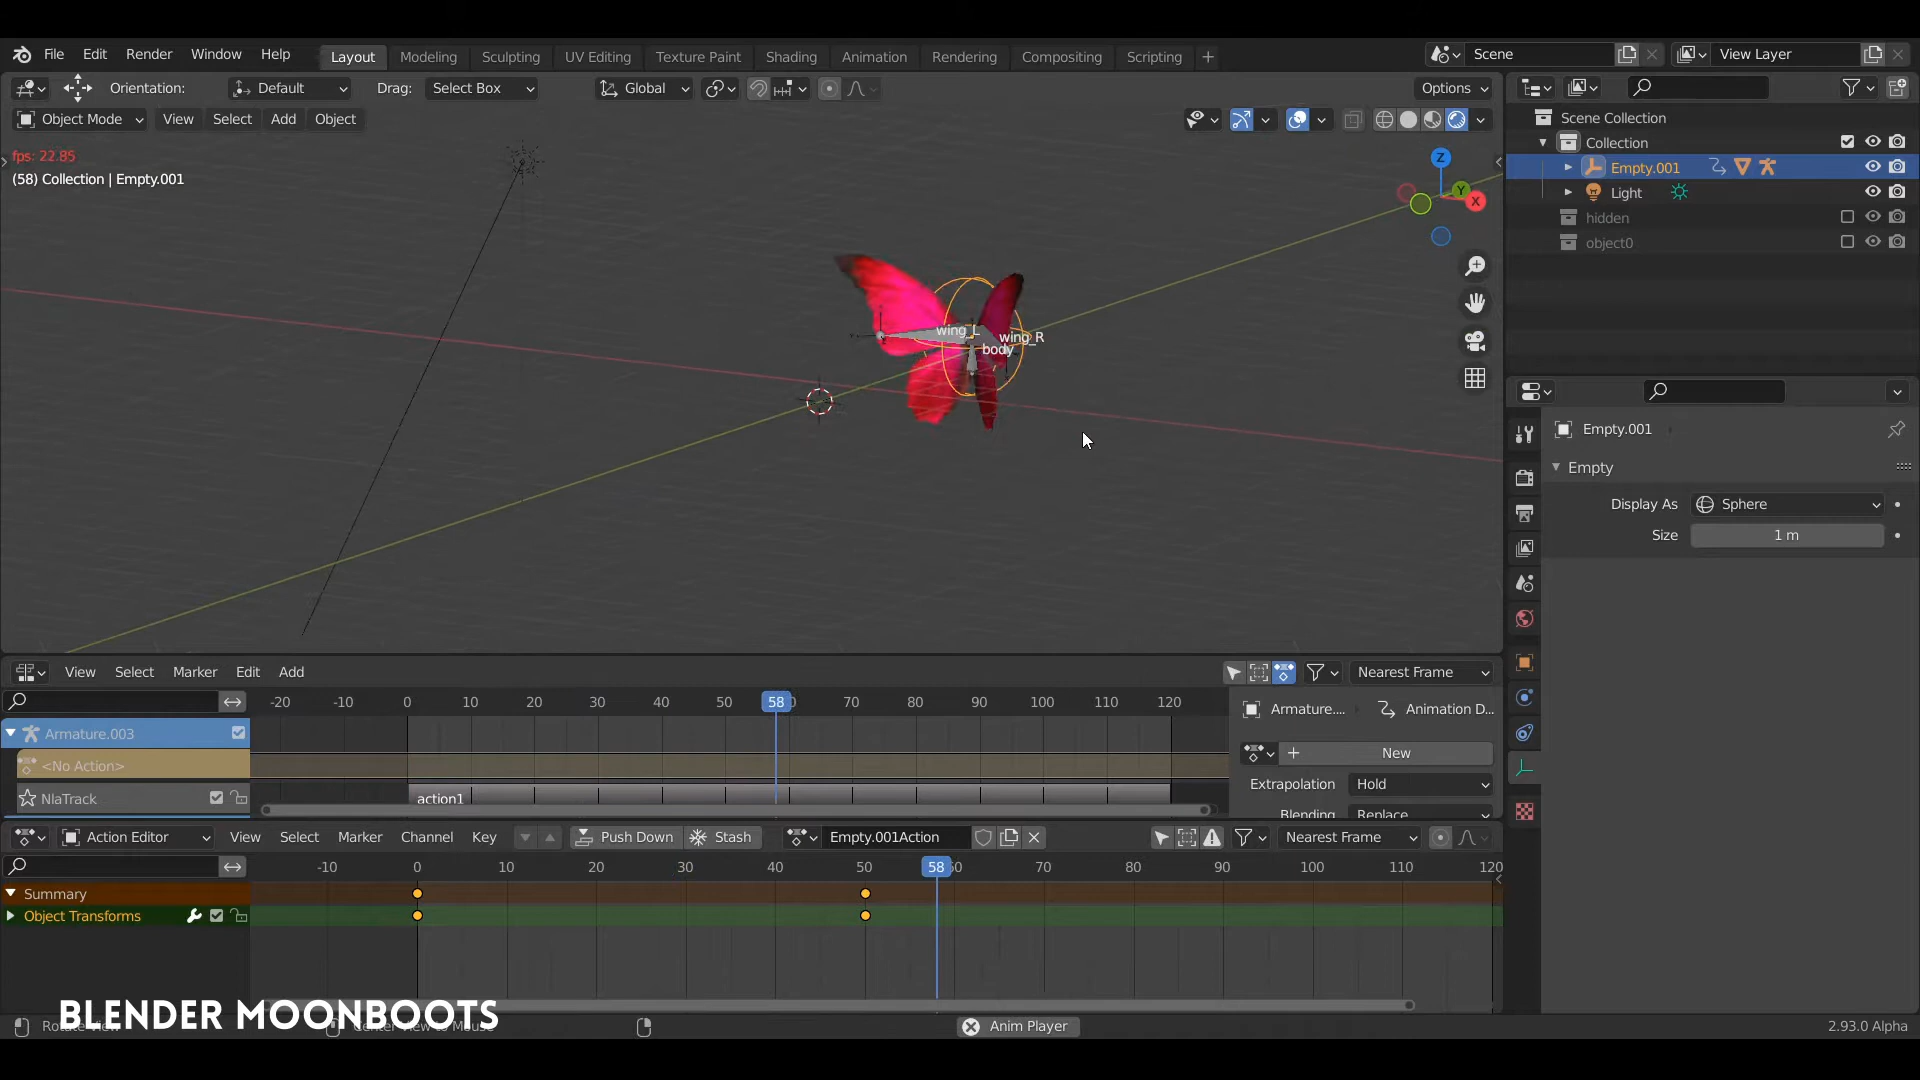 File Edit Render Window Help Layout Modeling Sculpting UV Editing Texture Paint Shading Animation Rendering Compositing Scripting Scene View Layer
Orientation: Default Drag: Select Box Global Options
Object Mode View Select Add Object
fps: 22.85
(58) Collection | Empty.001
Z
Y
X
wing_L
wing_R
body
Scene Collection
Collection
Empty.001
Light
hidden
object0
Empty.001
Empty
Display As Sphere
Size 1 m
View Select Marker Edit Add Nearest Frame
-20 -10 0 10 20 30 40 50 58 70 80 90 100 110 120
Armature.003
<No Action>
NlaTrack
action1
Armature.... Animation D...
New
Extrapolation Hold
Blending Replace
Action Editor View Select Marker Channel Key Push Down Stash Empty.001Action Nearest Frame
-10 0 10 20 30 40 50 58 70 80 90 100 110 120
Summary
Object Transforms
BLENDER MOONBOOTS
Anim Player
2.93.0 Alpha